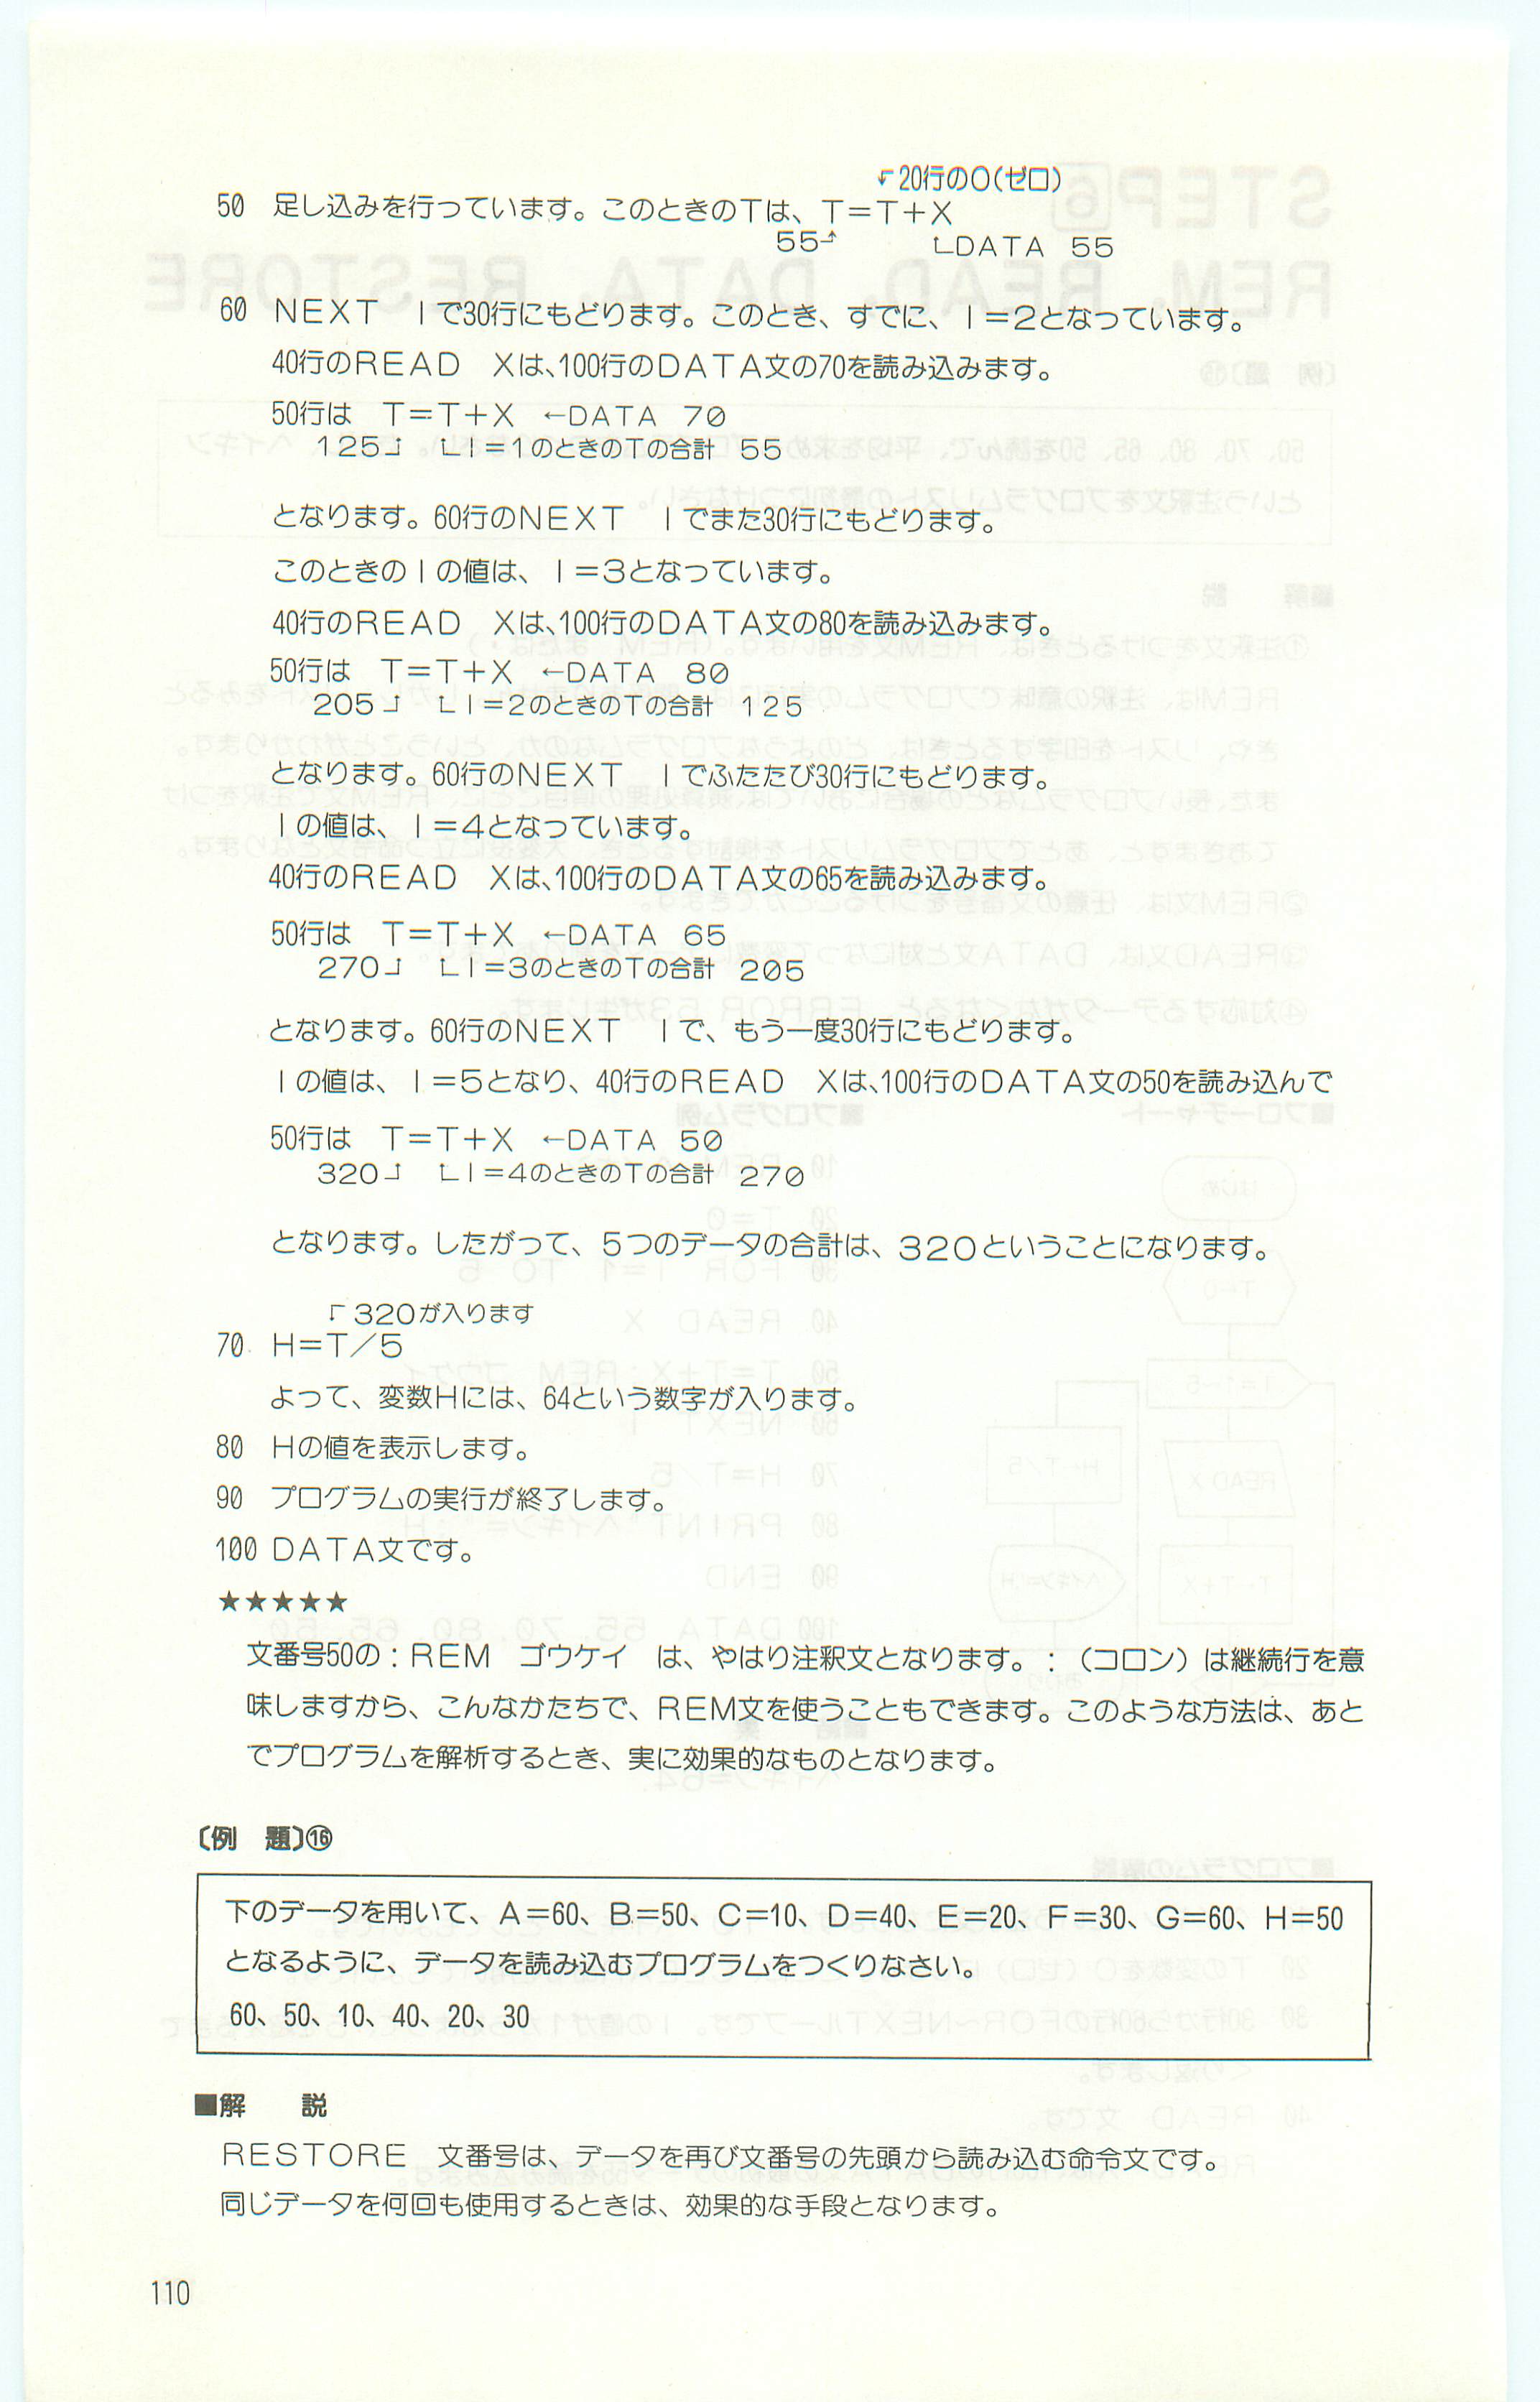 20行の0(ゼロ)
50 足し込みを行っています。このときのTは、T=T+X
55 DATA 55
60 NEXT Iで30行にもどります。このとき、すでに、I=2となっています。
40行のREAD Xは、100行のDATA文の70を読み込みます。
50行は T=T+X ←DATA 70
125 I=1のときのTの合計 55
となります。60行のNEXT Iでまた30行にもどります。
このときのIの値は、I=3となっています。
40行のREAD Xは、100行のDATA文の80を読み込みます。
50行は T=T+X ←DATA 80
205 I=2のときのTの合計 125
となります。60行のNEXT Iでふたたび30行にもどります。
Iの値は、I=4となっています。
40行のREAD Xは、100行のDATA文の65を読み込みます。
50行は T=T+X ←DATA 65
270 I=3のときのTの合計 205
となります。60行のNEXT Iで、もう一度30行にもどります。
Iの値は、I=5となり、40行のREAD Xは、100行のDATA文の50を読み込んで
50行は T=T+X ←DATA 50
320 I=4のときのTの合計 270
となります。したがって、5つのデータの合計は、320ということになります。
320が入ります
70 H=T/5
よって、変数Hには、64という数字が入ります。
80 Hの値を表示します。
90 プログラムの実行が終了します。
100 DATA文です。
★★★★★
文番号50の：REM ゴウケイ は、やはり注釈文となります。：（コロン）は継続行を意
味しますから、こんなかたちで、REM文を使うこともできます。このような方法は、あと
でプログラムを解析するとき、実に効果的なものとなります。
〔例 題〕⑯
下のデータを用いて、A=60、B=50、C=10、D=40、E=20、F=30、G=60、H=50
となるように、データを読み込むプログラムをつくりなさい。
60、50、10、40、20、30
■解 説
RESTORE 文番号は、データを再び文番号の先頭から読み込む命令文です。
同じデータを何回も使用するときは、効果的な手段となります。
110